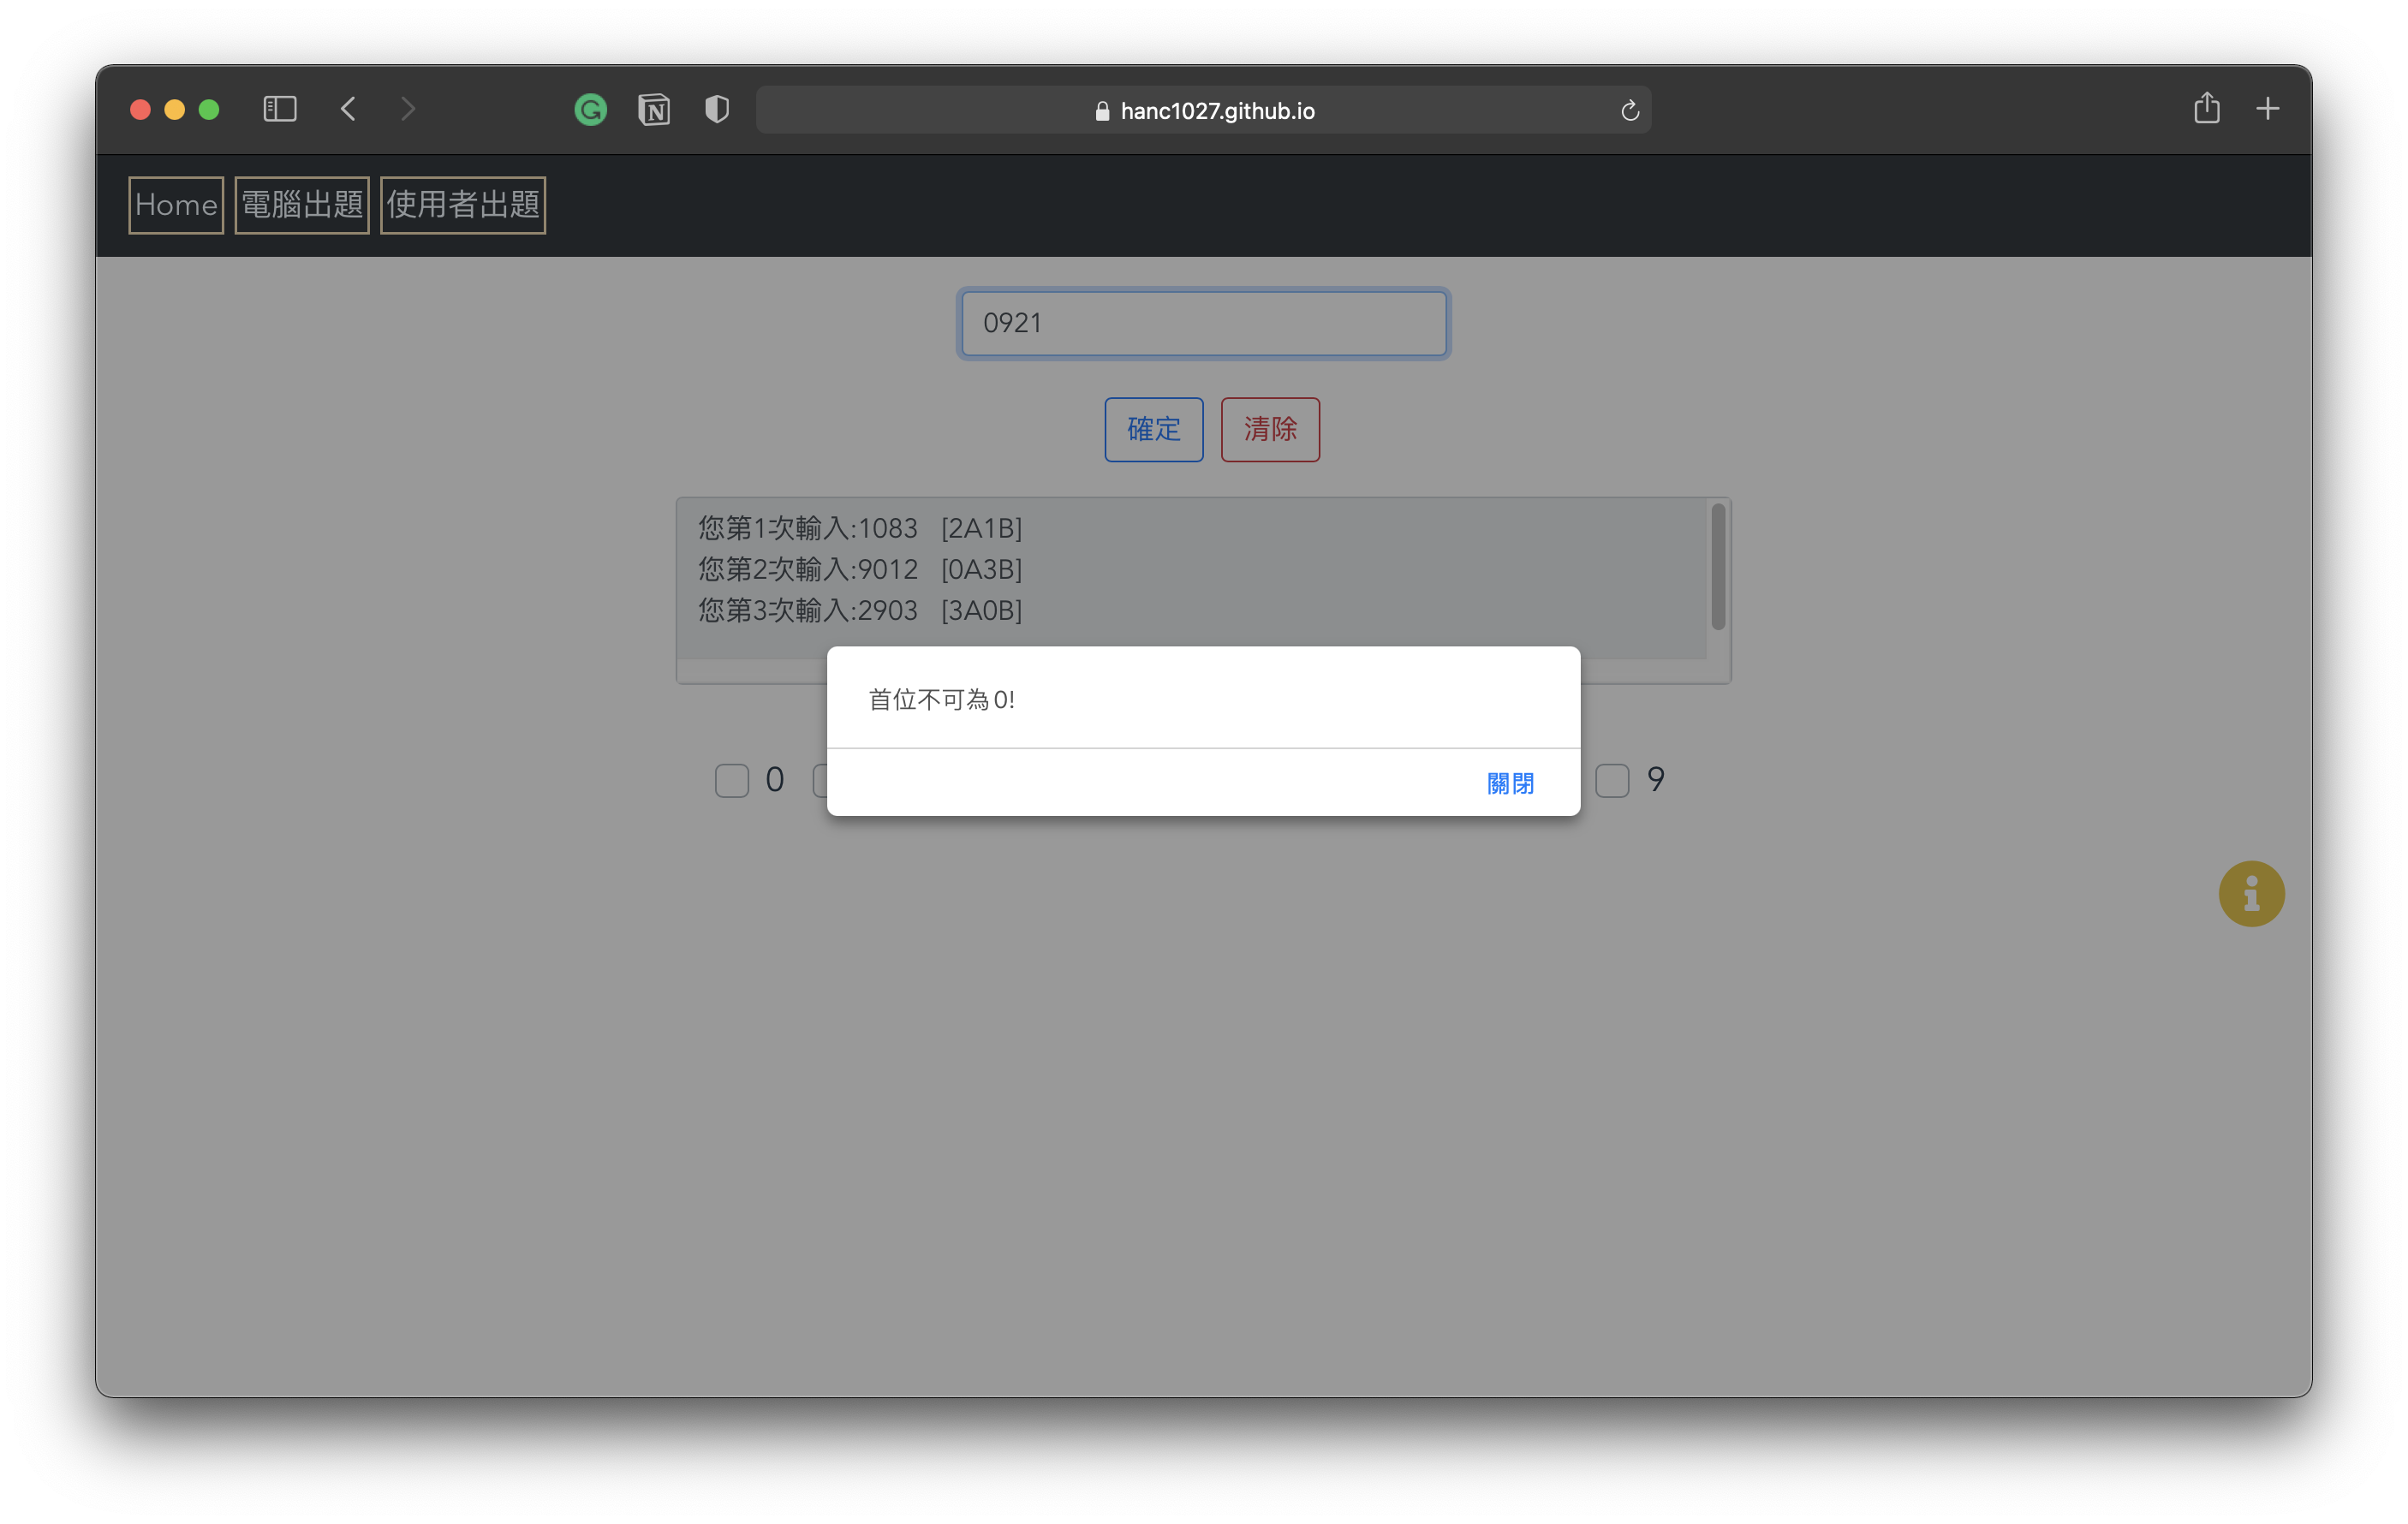 hanc1027.github.io
Home 電腦出題 使用者出題
0921
確定 清除
您第1次輸入:1083 [2A1B]
您第2次輸入:9012 [0A3B]
您第3次輸入:2903 [3A0B]
首位不可為0!
關閉
0 9